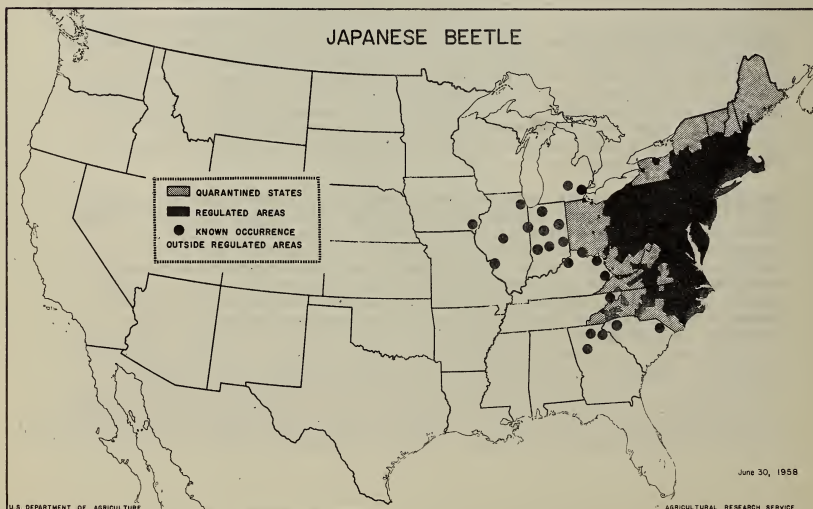 JAPANESE BEETLE
QUARANTINED STATES
REGULATED AREAS
KNOWN OCCURRENCE
OUTSIDE REGULATED AREAS
June 30, 1958
U.S. DEPARTMENT OF AGRICULTURE
AGRICULTURAL RESEARCH SERVICE